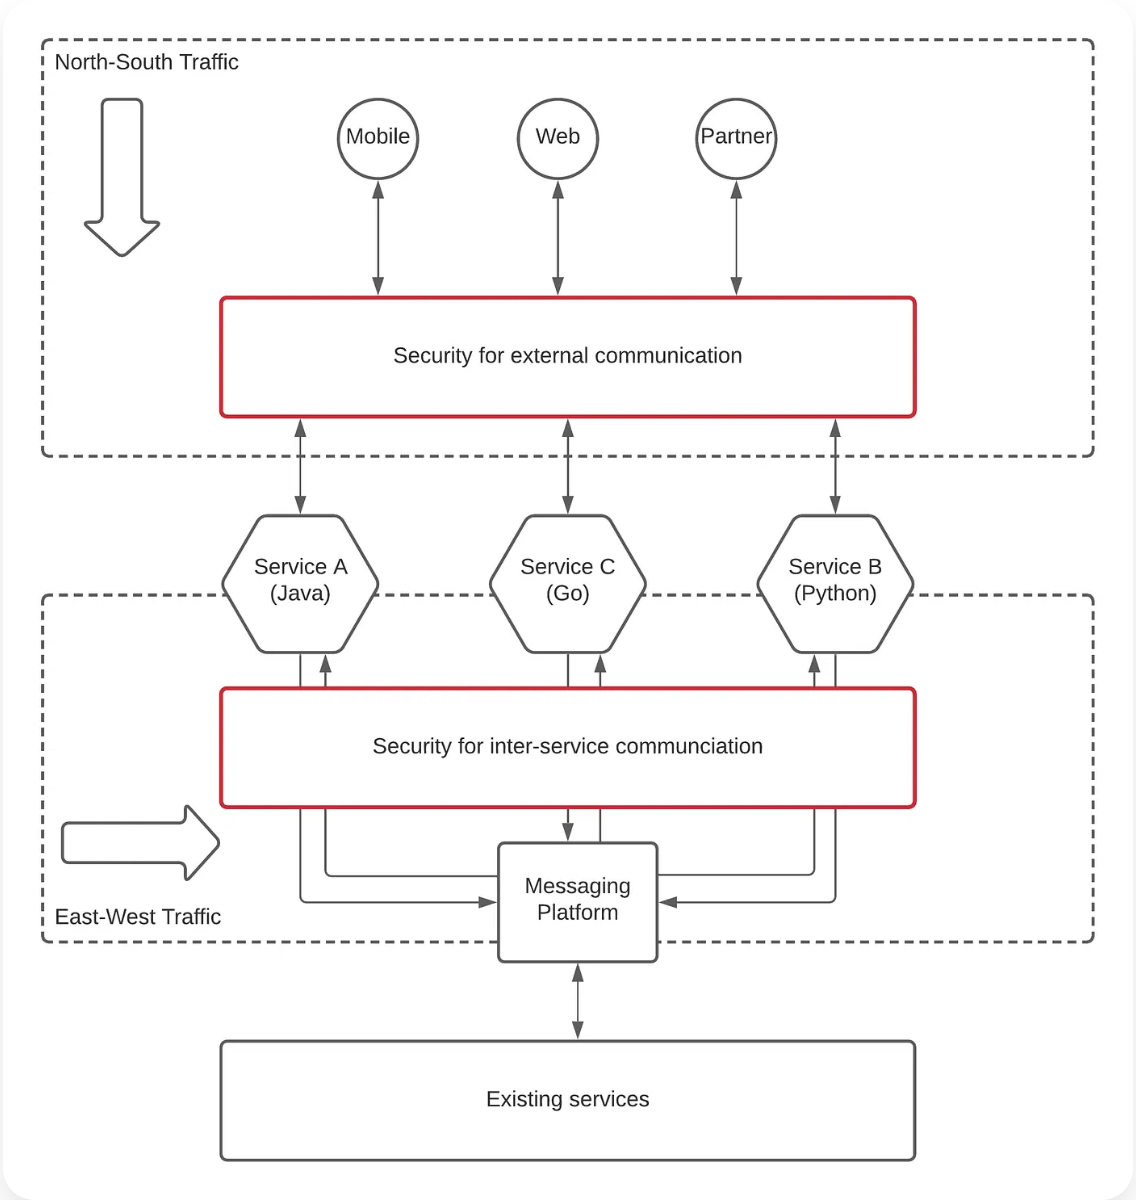 North-South Traffic
Mobile
Web
Partner
Security for external communication
Service A
(Java)
Service C
(Go)
Service B
(Python)
Security for inter-service communciation
Messaging
Platform
East-West Traffic
Existing services